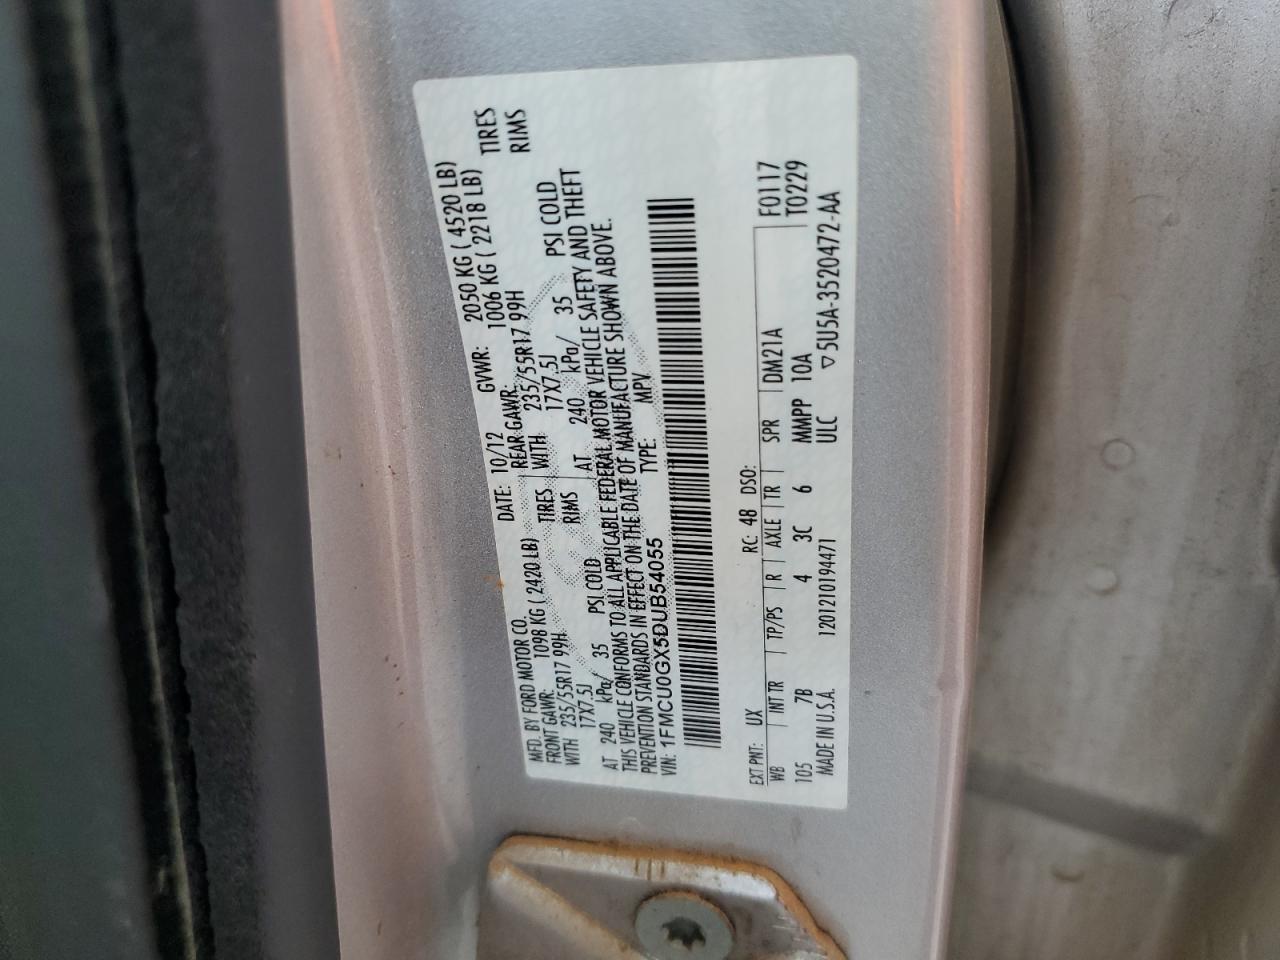 MFD. BY FORD MOTOR CO.
DATE: 10/12 GVWR: 2050 KG ( 4520 LB)
FRONT GAWR: 1098 KG ( 2420 LB) REAR GAWR: 1006 KG ( 2218 LB)
WITH 235/55R17 99H TIRES WITH 235/55R17 99H TIRES
17X7.5J RIMS 17X7.5J RIMS
AT 240 kPa/ 35 PSI COLD AT 240 kPa/ 35 PSI COLD
THIS VEHICLE CONFORMS TO ALL APPLICABLE FEDERAL MOTOR VEHICLE SAFETY AND THEFT
PREVENTION STANDARDS IN EFFECT ON THE DATE OF MANUFACTURE SHOWN ABOVE.
VIN: 1FMCU0GX5DUB54055 TYPE: MPV
EXT PNT: UX RC: 48 DSO: F0117
WB INT TR TP/PS R AXLE TR SPR DM21A T0229
105 7B 4 3C 6 MMPP 10A
MADE IN U.S.A. 1201210194471 ULC ▽5U5A-3520472-AA